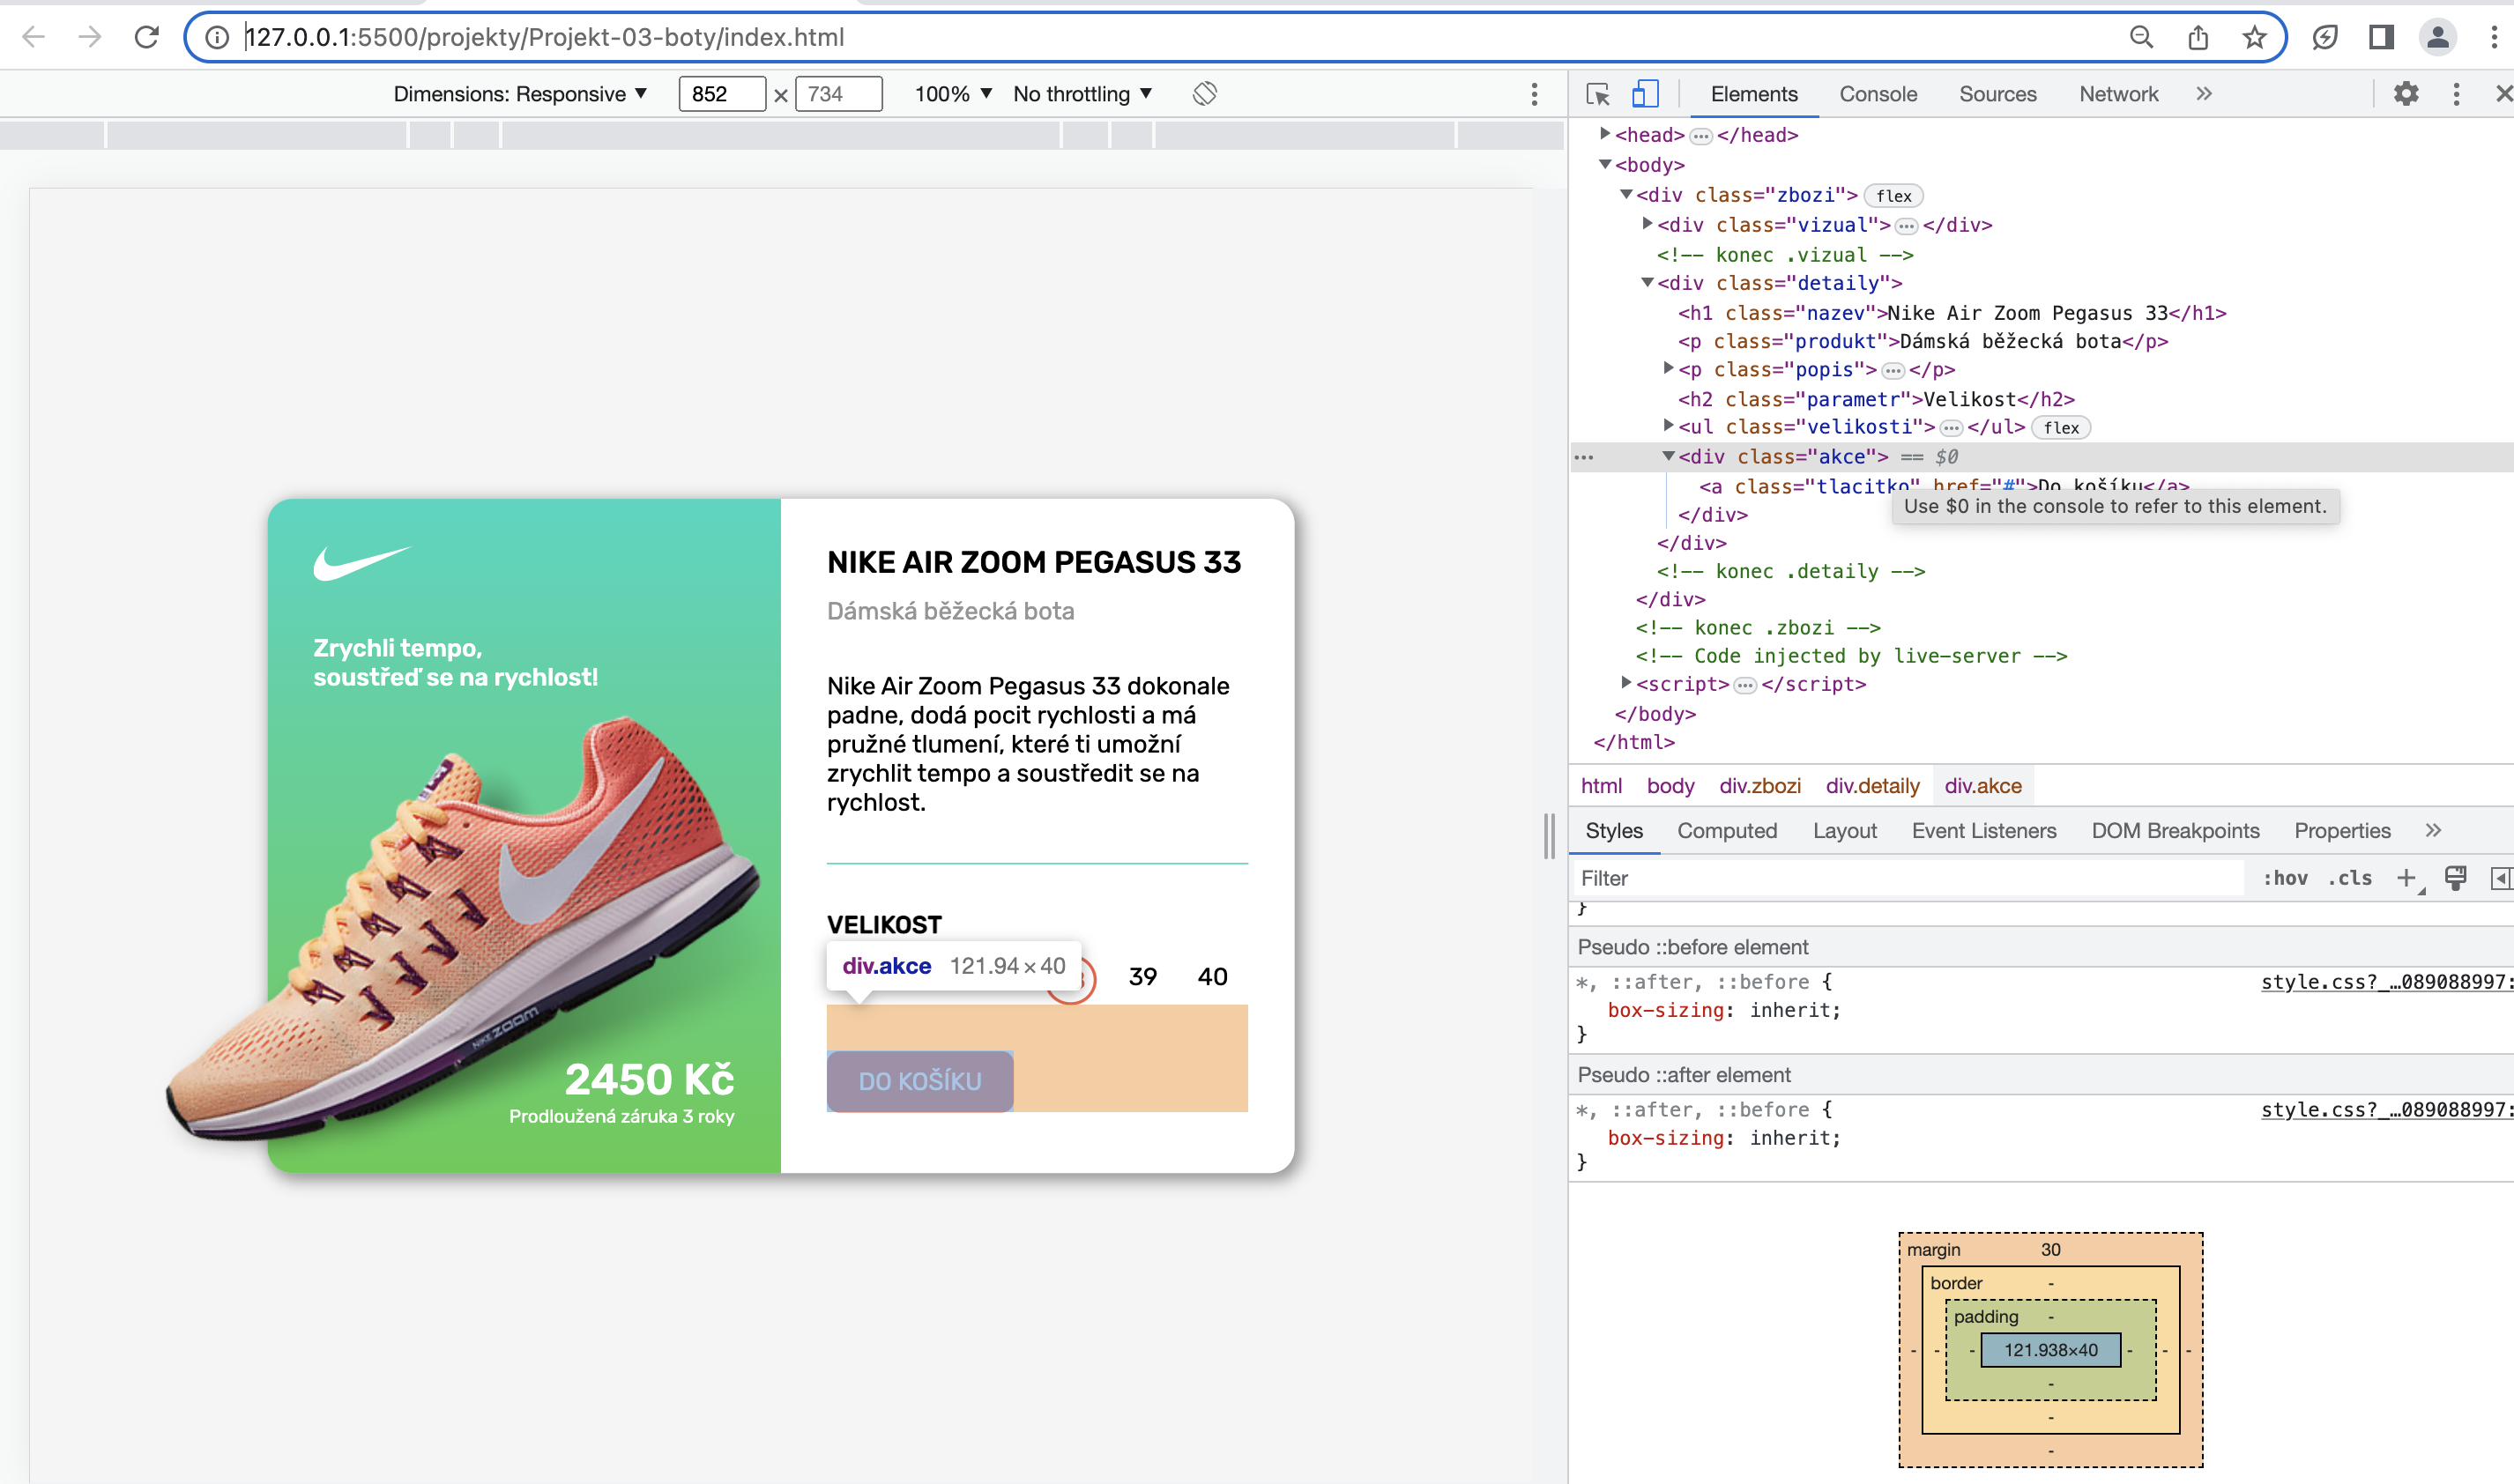 127.0.0.1:5500/projekty/Projekt-03-boty/index.html
Dimensions: Responsive ▼ 852 × 734 100% ▼ No throttling ▼
Elements Console Sources Network »
<head>…</head>
<body>
<div class="zbozi"> flex
<div class="vizual">…</div>
<!-- konec .vizual -->
<div class="detaily">
<h1 class="nazev">Nike Air Zoom Pegasus 33</h1>
<p class="produkt">Dámská běžecká bota</p>
<p class="popis">…</p>
<h2 class="parametr">Velikost</h2>
<ul class="velikosti">…</ul> flex
… <div class="akce"> == $0
<a class="tlacitko" href="#">Do košíku</a>
Use $0 in the console to refer to this element.
</div>
</div>
<!-- konec .detaily -->
</div>
<!-- konec .zbozi -->
<!-- Code injected by live-server -->
<script>…</script>
</body>
</html>
html body div.zbozi div.detaily div.akce
Styles Computed Layout Event Listeners DOM Breakpoints Properties »
Filter :hov .cls +
}
Pseudo ::before element
*, ::after, ::before { style.css?_…089088997:
box-sizing: inherit;
}
Pseudo ::after element
*, ::after, ::before { style.css?_…089088997:
box-sizing: inherit;
}
margin 30
border -
padding -
- - - 121.938×40 - - -
-
-
-
Zrychli tempo,
soustřeď se na rychlost!
NIKE ZOOM
2450 Kč
Prodloužená záruka 3 roky
NIKE AIR ZOOM PEGASUS 33
Dámská běžecká bota
Nike Air Zoom Pegasus 33 dokonale
padne, dodá pocit rychlosti a má
pružné tlumení, které ti umožní
zrychlit tempo a soustředit se na
rychlost.
VELIKOST
div.akce 121.94 × 40
39 40
DO KOŠÍKU